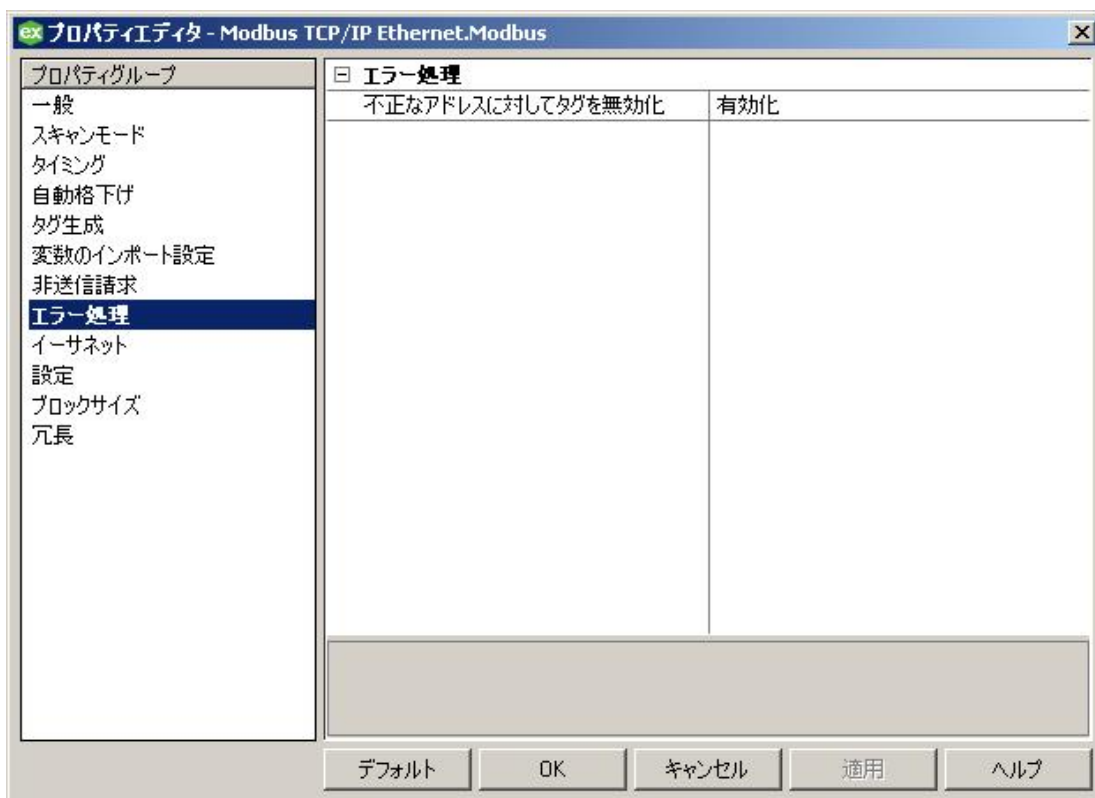 ex プロパティエディタ - Modbus TCP/IP Ethernet.Modbus
プロパティグループ
一般
スキャンモード
タイミング
自動格下げ
タグ生成
変数のインポート設定
非送信請求
エラー処理
イーサネット
設定
ブロックサイズ
冗長
エラー処理
不正なアドレスに対してタグを無効化 有効化
デフォルト OK キャンセル 適用 ヘルプ